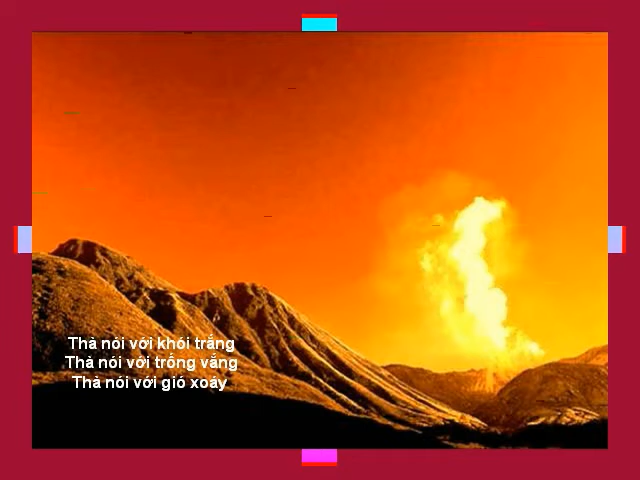 Thà nói với khói trắng
Thà nói với trống vắng
Thà nói với gió xoáy